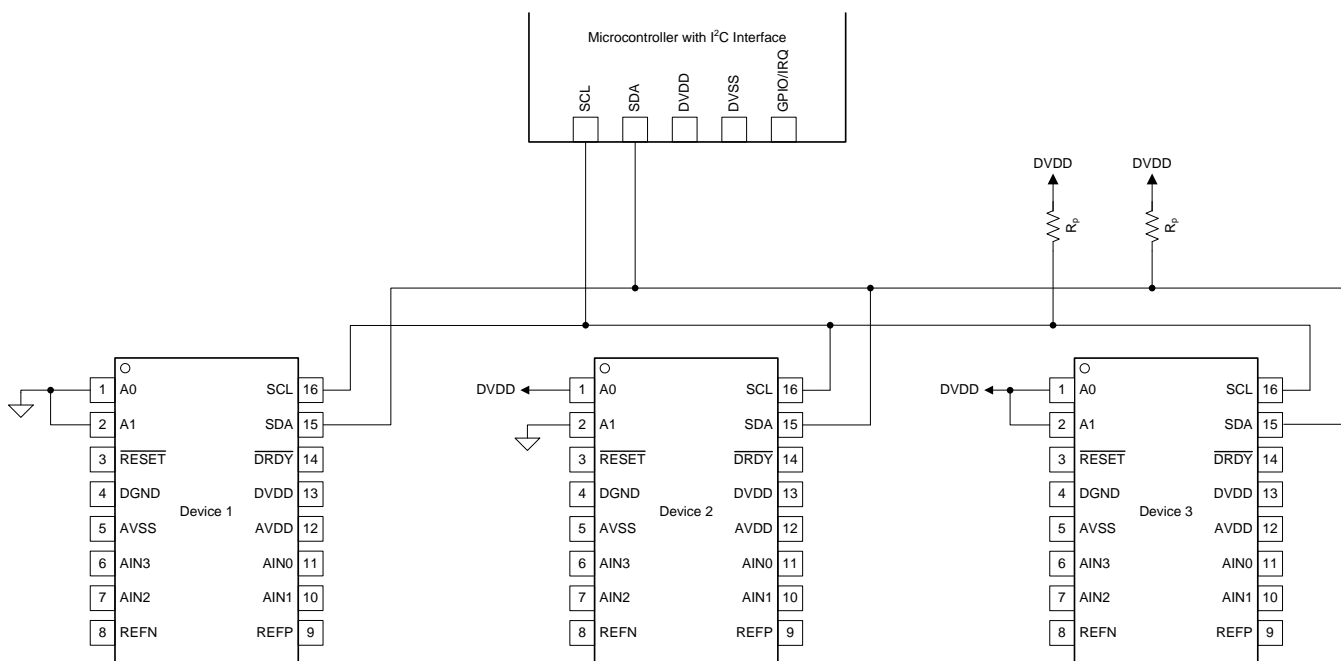 Microcontroller with I²C Interface
SCL
SDA
DVDD
DVSS
GPIO/IRQ
DVDD
DVDD
Rp
Rp
1 A0 SCL 16
2 A1 SDA 15
3 RESET DRDY 14
4 DGND DVDD 13
Device 1
5 AVSS AVDD 12
6 AIN3 AIN0 11
7 AIN2 AIN1 10
8 REFN REFP 9
DVDD 1 A0 SCL 16
2 A1 SDA 15
3 RESET DRDY 14
4 DGND DVDD 13
Device 2
5 AVSS AVDD 12
6 AIN3 AIN0 11
7 AIN2 AIN1 10
8 REFN REFP 9
DVDD 1 A0 SCL 16
2 A1 SDA 15
3 RESET DRDY 14
4 DGND DVDD 13
Device 3
5 AVSS AVDD 12
6 AIN3 AIN0 11
7 AIN2 AIN1 10
8 REFN REFP 9